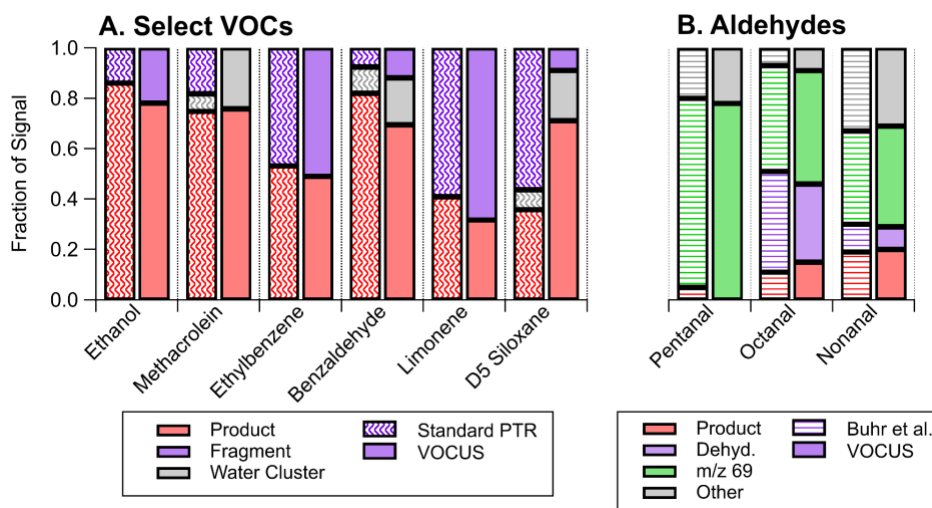 A. Select VOCs
B. Aldehydes
Fraction of Signal
1.0
0.8
0.6
0.4
0.2
0.0
Ethanol
Methacrolein
Ethylbenzene
Benzaldehyde
Limonene
D5 Siloxane
Pentanal
Octanal
Nonanal
Product
Fragment
Water Cluster
Standard PTR
VOCUS
Product
Dehyd.
m/z 69
Other
Buhr et al.
VOCUS